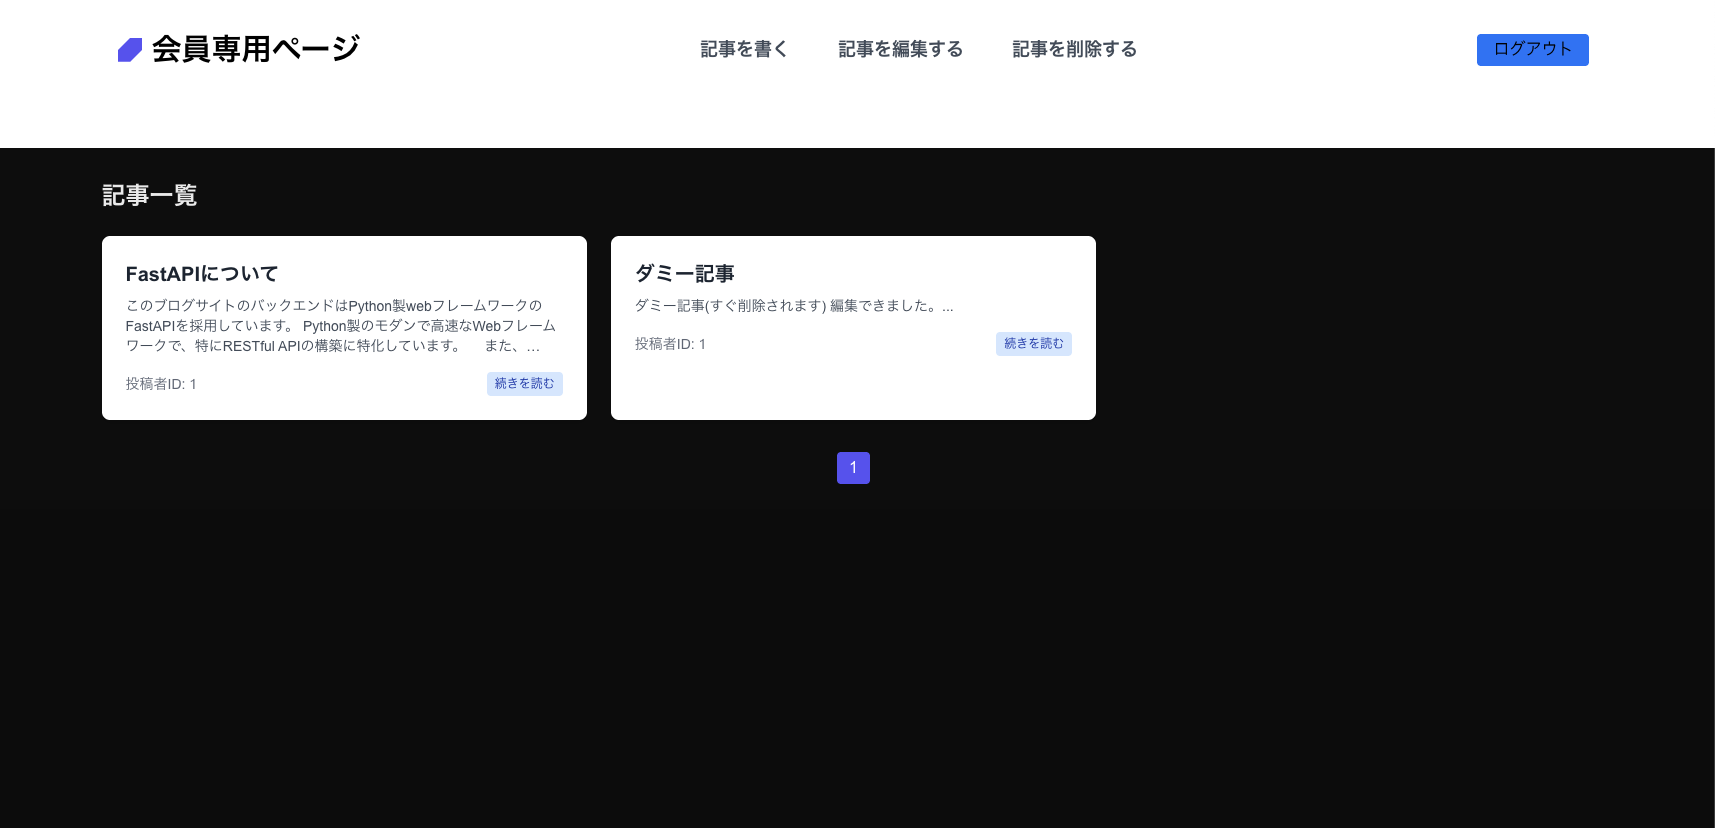 会員専用ページ
記事を書く
記事を編集する
記事を削除する
ログアウト
記事一覧
FastAPIについて
このブログサイトのバックエンドはPython製webフレームワークの
FastAPIを採用しています。 Python製のモダンで高速なWebフレーム
ワークで、特にRESTful APIの構築に特化しています。　 また、...
投稿者ID: 1
続きを読む
ダミー記事
ダミー記事(すぐ削除されます) 編集できました。...
投稿者ID: 1
続きを読む
1